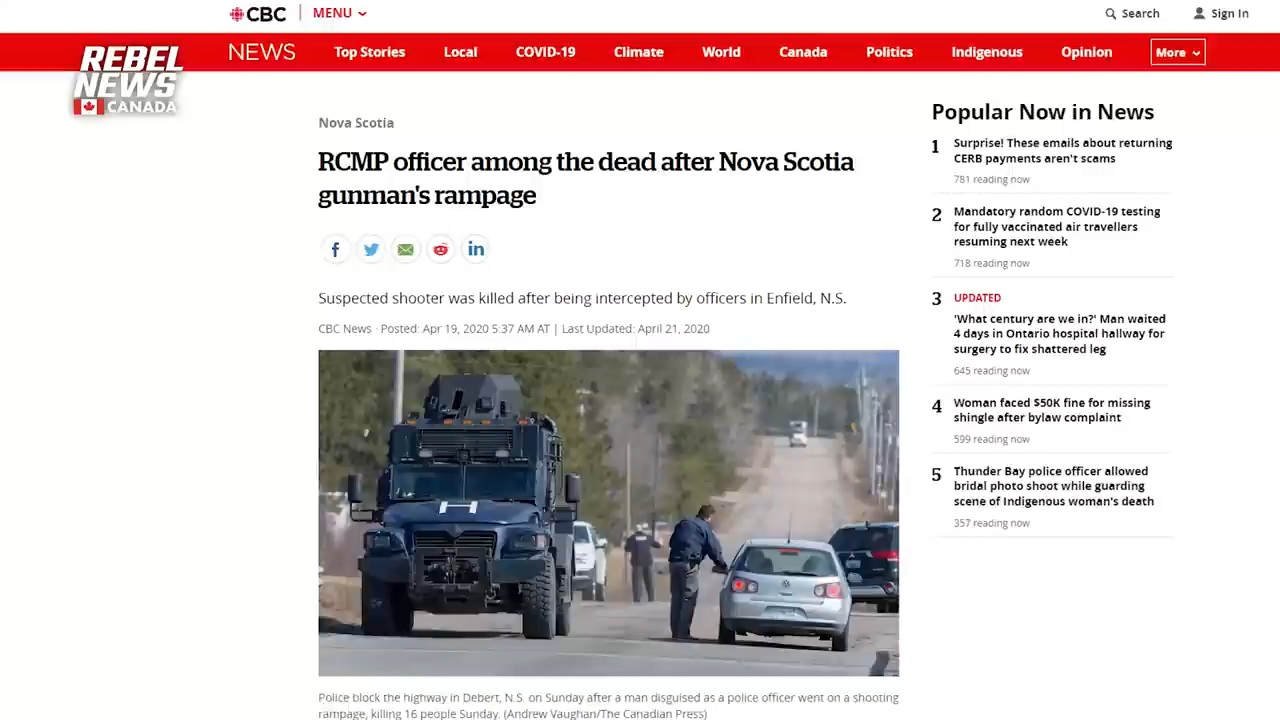 CBC
MENU
Search
Sign In
REBEL
NEWS
CANADA
NEWS
Top Stories
Local
COVID-19
Climate
World
Canada
Politics
Indigenous
Opinion
More
Nova Scotia
RCMP officer among the dead after Nova Scotia
gunman's rampage
Suspected shooter was killed after being intercepted by officers in Enfield, N.S.
CBC News · Posted: Apr 19, 2020 5:37 AM AT | Last Updated: April 21, 2020
H
Police block the highway in Debert, N.S. on Sunday after a man disguised as a police officer went on a shooting
rampage, killing 16 people Sunday. (Andrew Vaughan/The Canadian Press)
Popular Now in News
1
Surprise! These emails about returning
CERB payments aren't scams
781 reading now
2
Mandatory random COVID-19 testing
for fully vaccinated air travellers
resuming next week
718 reading now
3
UPDATED
'What century are we in?' Man waited
4 days in Ontario hospital hallway for
surgery to fix shattered leg
645 reading now
4
Woman faced $50K fine for missing
shingle after bylaw complaint
599 reading now
5
Thunder Bay police officer allowed
bridal photo shoot while guarding
scene of Indigenous woman's death
357 reading now